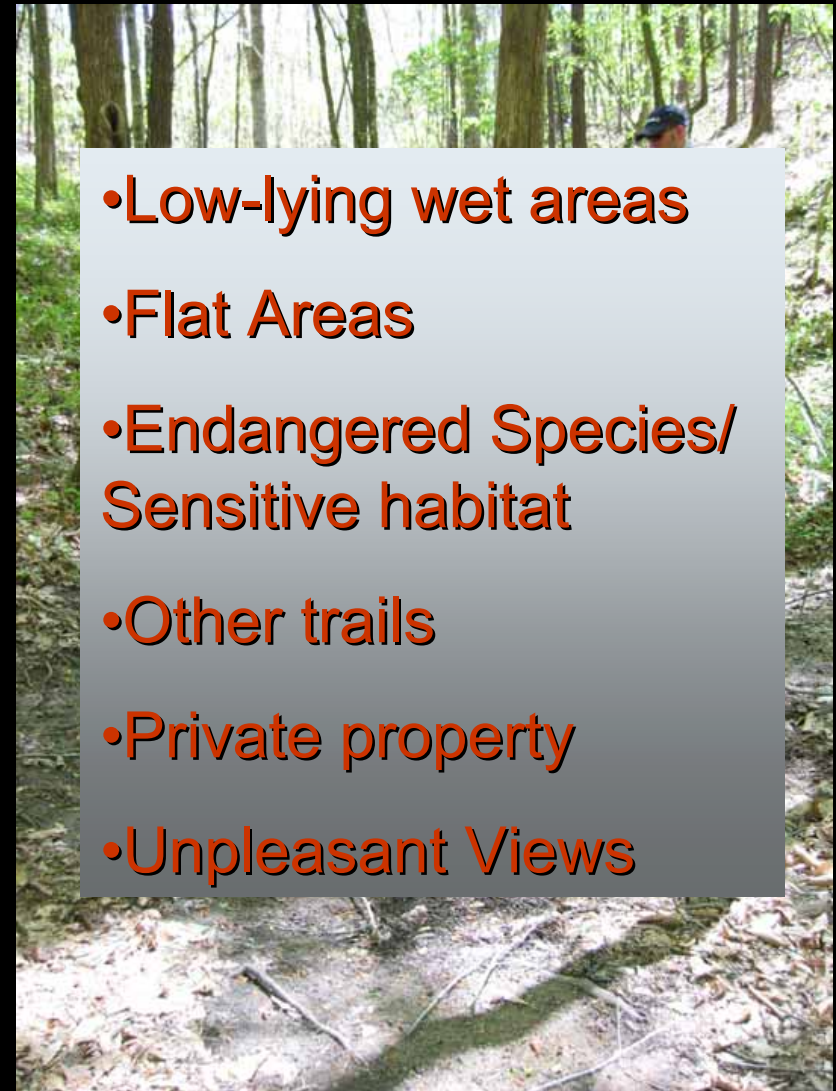 •Low-lying wet areas
•Flat Areas
•Endangered Species/
Sensitive habitat
•Other trails
•Private property
•Unpleasant Views